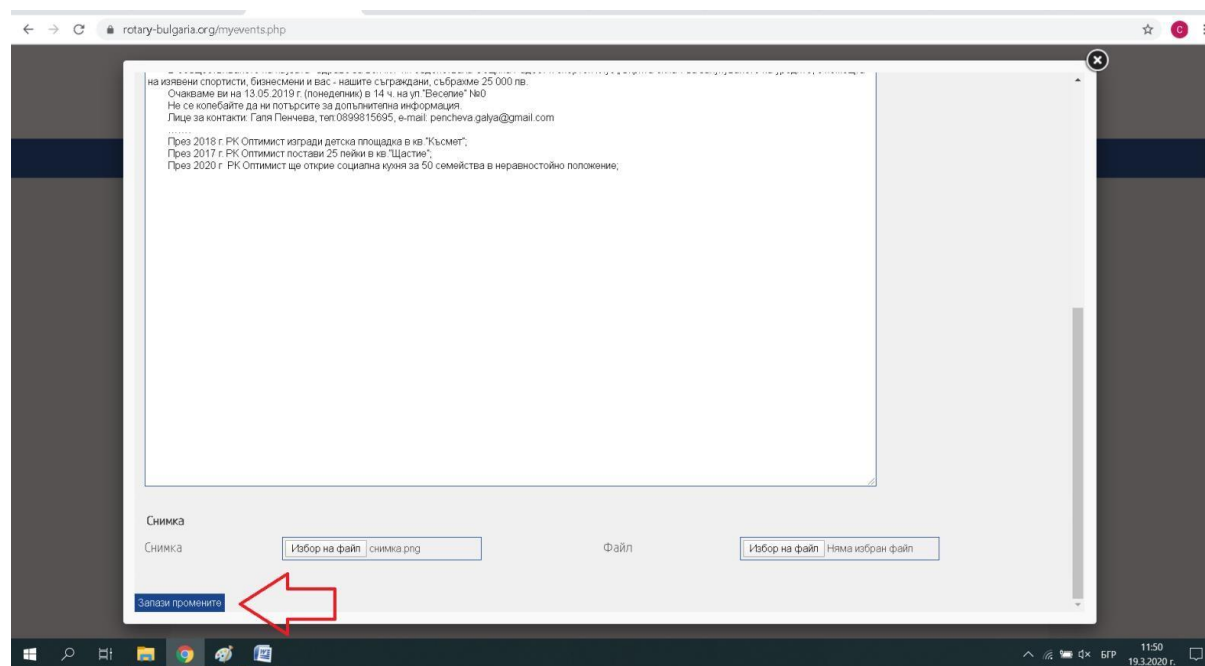 rotary-bulgaria.org/myevents.php
C
на изявени спортисти, бизнесмени и вас - нашите съграждани, събрахме 25 000 лв.
Очакваме ви на 13.05.2019 г. (понеделник) в 14 ч. на ул."Веселие" №0
Не се колебайте да ни потърсите за допълнителна информация.
Лице за контакти: Галя Пенчева, тел:0899815695, e-mail: pencheva.galya@gmail.com
.......
През 2018 г. РК Оптимист изгради детска площадка в кв."Късмет";
През 2017 г. РК Оптимист постави 25 пейки в кв."Щастие";
През 2020 г РК Оптимист ще открие социална кухня за 50 семейства в неравностойно положение;
Снимка
Снимка Избор на файл снимка.png Файл Избор на файл Няма избран файл
Запази промените
БГР 11:50
19.3.2020 г.